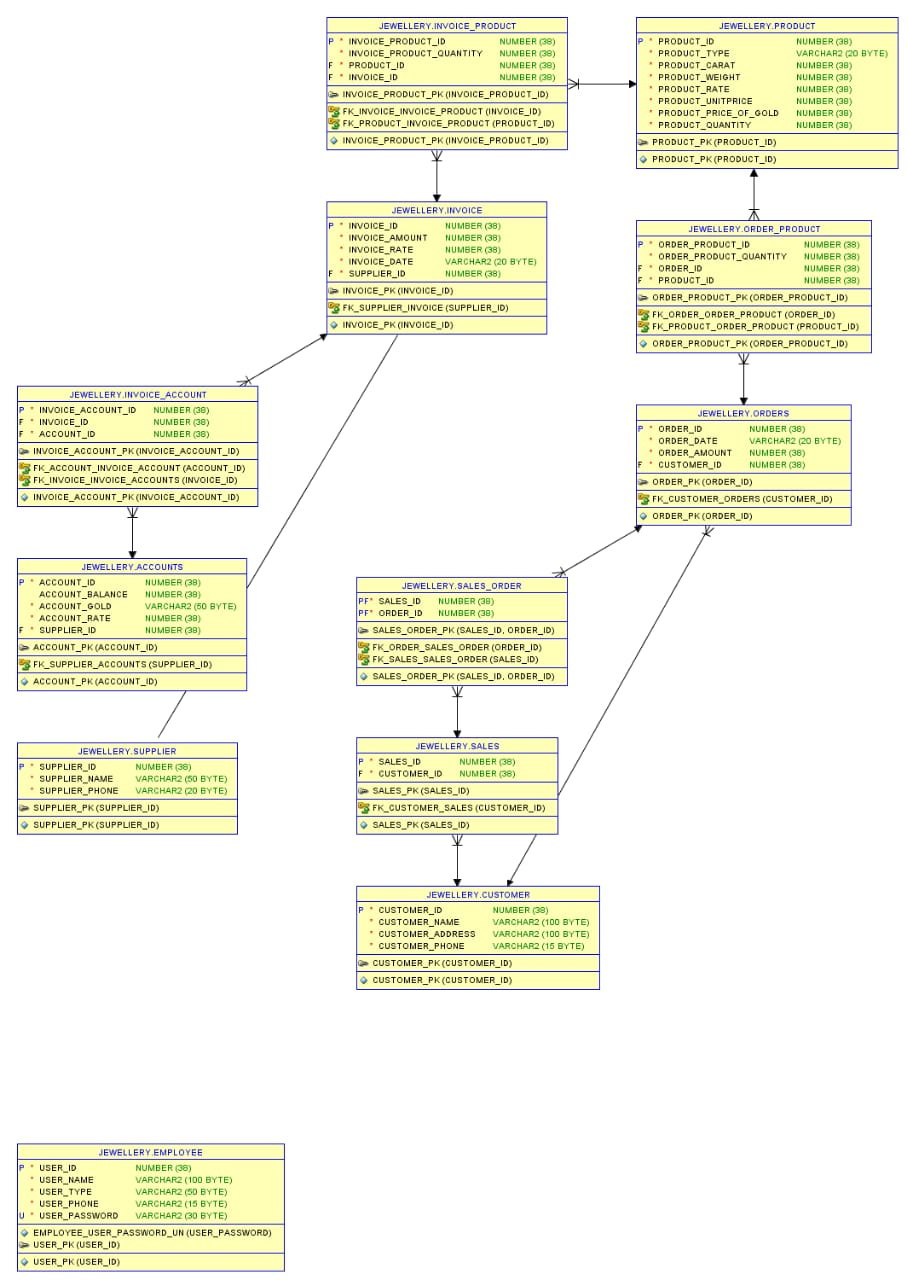 JEWELLERY.INVOICE_PRODUCT
P * INVOICE_PRODUCT_ID NUMBER (38)
* INVOICE_PRODUCT_QUANTITY NUMBER (38)
F * PRODUCT_ID NUMBER (38)
F * INVOICE_ID NUMBER (38)
INVOICE_PRODUCT_PK (INVOICE_PRODUCT_ID)
FK_INVOICE_INVOICE_PRODUCT (INVOICE_ID)
FK_PRODUCT_INVOICE_PRODUCT (PRODUCT_ID)
INVOICE_PRODUCT_PK (INVOICE_PRODUCT_ID)
JEWELLERY.PRODUCT
P * PRODUCT_ID NUMBER (38)
* PRODUCT_TYPE VARCHAR2 (20 BYTE)
* PRODUCT_CARAT NUMBER (38)
* PRODUCT_WEIGHT NUMBER (38)
* PRODUCT_RATE NUMBER (38)
* PRODUCT_UNITPRICE NUMBER (38)
* PRODUCT_PRICE_OF_GOLD NUMBER (38)
* PRODUCT_QUANTITY NUMBER (38)
PRODUCT_PK (PRODUCT_ID)
PRODUCT_PK (PRODUCT_ID)
JEWELLERY.INVOICE
P * INVOICE_ID NUMBER (38)
* INVOICE_AMOUNT NUMBER (38)
* INVOICE_RATE NUMBER (38)
* INVOICE_DATE VARCHAR2 (20 BYTE)
F * SUPPLIER_ID NUMBER (38)
INVOICE_PK (INVOICE_ID)
FK_SUPPLIER_INVOICE (SUPPLIER_ID)
INVOICE_PK (INVOICE_ID)
JEWELLERY.ORDER_PRODUCT
P * ORDER_PRODUCT_ID NUMBER (38)
* ORDER_PRODUCT_QUANTITY NUMBER (38)
F * ORDER_ID NUMBER (38)
F * PRODUCT_ID NUMBER (38)
ORDER_PRODUCT_PK (ORDER_PRODUCT_ID)
FK_ORDER_ORDER_PRODUCT (ORDER_ID)
FK_PRODUCT_ORDER_PRODUCT (PRODUCT_ID)
ORDER_PRODUCT_PK (ORDER_PRODUCT_ID)
JEWELLERY.INVOICE_ACCOUNT
P * INVOICE_ACCOUNT_ID NUMBER (38)
F * INVOICE_ID NUMBER (38)
F * ACCOUNT_ID NUMBER (38)
INVOICE_ACCOUNT_PK (INVOICE_ACCOUNT_ID)
FK_ACCOUNT_INVOICE_ACCOUNT (ACCOUNT_ID)
FK_INVOICE_INVOICE_ACCOUNTS (INVOICE_ID)
INVOICE_ACCOUNT_PK (INVOICE_ACCOUNT_ID)
JEWELLERY.ORDERS
P * ORDER_ID NUMBER (38)
* ORDER_DATE VARCHAR2 (20 BYTE)
* ORDER_AMOUNT NUMBER (38)
F * CUSTOMER_ID NUMBER (38)
ORDER_PK (ORDER_ID)
FK_CUSTOMER_ORDERS (CUSTOMER_ID)
ORDER_PK (ORDER_ID)
JEWELLERY.ACCOUNTS
P * ACCOUNT_ID NUMBER (38)
ACCOUNT_BALANCE NUMBER (38)
* ACCOUNT_GOLD VARCHAR2 (50 BYTE)
* ACCOUNT_RATE NUMBER (38)
F * SUPPLIER_ID NUMBER (38)
ACCOUNT_PK (ACCOUNT_ID)
FK_SUPPLIER_ACCOUNTS (SUPPLIER_ID)
ACCOUNT_PK (ACCOUNT_ID)
JEWELLERY.SALES_ORDER
PF* SALES_ID NUMBER (38)
PF* ORDER_ID NUMBER (38)
SALES_ORDER_PK (SALES_ID, ORDER_ID)
FK_ORDER_SALES_ORDER (ORDER_ID)
FK_SALES_SALES_ORDER (SALES_ID)
SALES_ORDER_PK (SALES_ID, ORDER_ID)
JEWELLERY.SUPPLIER
P * SUPPLIER_ID NUMBER (38)
* SUPPLIER_NAME VARCHAR2 (50 BYTE)
* SUPPLIER_PHONE VARCHAR2 (20 BYTE)
SUPPLIER_PK (SUPPLIER_ID)
SUPPLIER_PK (SUPPLIER_ID)
JEWELLERY.SALES
P * SALES_ID NUMBER (38)
F * CUSTOMER_ID NUMBER (38)
SALES_PK (SALES_ID)
FK_CUSTOMER_SALES (CUSTOMER_ID)
SALES_PK (SALES_ID)
JEWELLERY.CUSTOMER
P * CUSTOMER_ID NUMBER (38)
* CUSTOMER_NAME VARCHAR2 (100 BYTE)
* CUSTOMER_ADDRESS VARCHAR2 (100 BYTE)
* CUSTOMER_PHONE VARCHAR2 (15 BYTE)
CUSTOMER_PK (CUSTOMER_ID)
CUSTOMER_PK (CUSTOMER_ID)
JEWELLERY.EMPLOYEE
P * USER_ID NUMBER (38)
* USER_NAME VARCHAR2 (100 BYTE)
* USER_TYPE VARCHAR2 (50 BYTE)
* USER_PHONE VARCHAR2 (15 BYTE)
U * USER_PASSWORD VARCHAR2 (30 BYTE)
EMPLOYEE_USER_PASSWORD_UN (USER_PASSWORD)
USER_PK (USER_ID)
USER_PK (USER_ID)